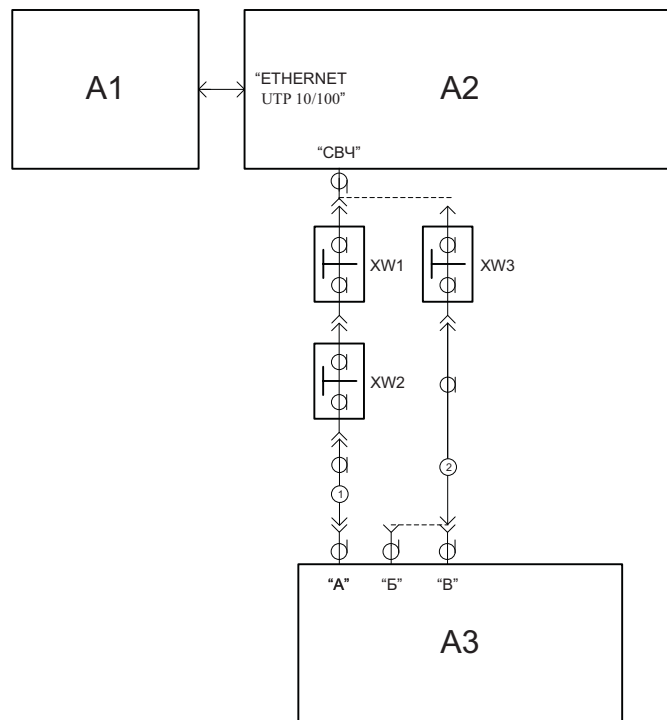 A1
A2
“ETHERNET
UTP 10/100”
“СВЧ”
XW1
XW3
XW2
2
1
“А”
“Б”
“В”
A3